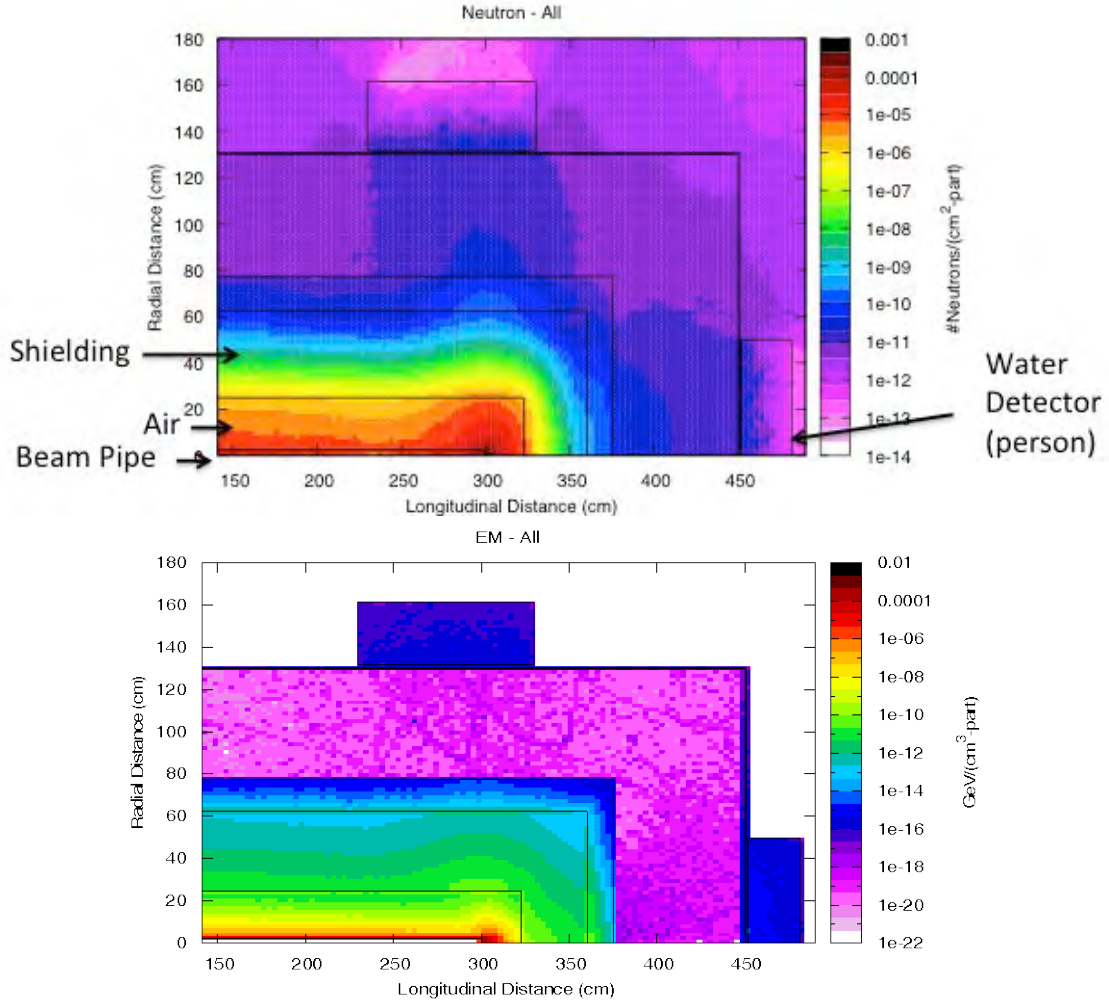 Neutron - All
180
160
140
120
100
80
60
40
20
0
Radial Distance (cm)
150 200 250 300 350 400 450
Longitudinal Distance (cm)
0.001
0.0001
1e-05
1e-06
1e-07
1e-08
1e-09
1e-10
1e-11
1e-12
1e-13
1e-14
#Neutrons/(cm²-part)
Shielding
Air
Beam Pipe
Water
Detector
(person)
EM - All
180
160
140
120
100
80
60
40
20
0
Radial Distance (cm)
150 200 250 300 350 400 450
Longitudinal Distance (cm)
0.01
0.0001
1e-06
1e-08
1e-10
1e-12
1e-14
1e-16
1e-18
1e-20
1e-22
GeV/(cm³-part)